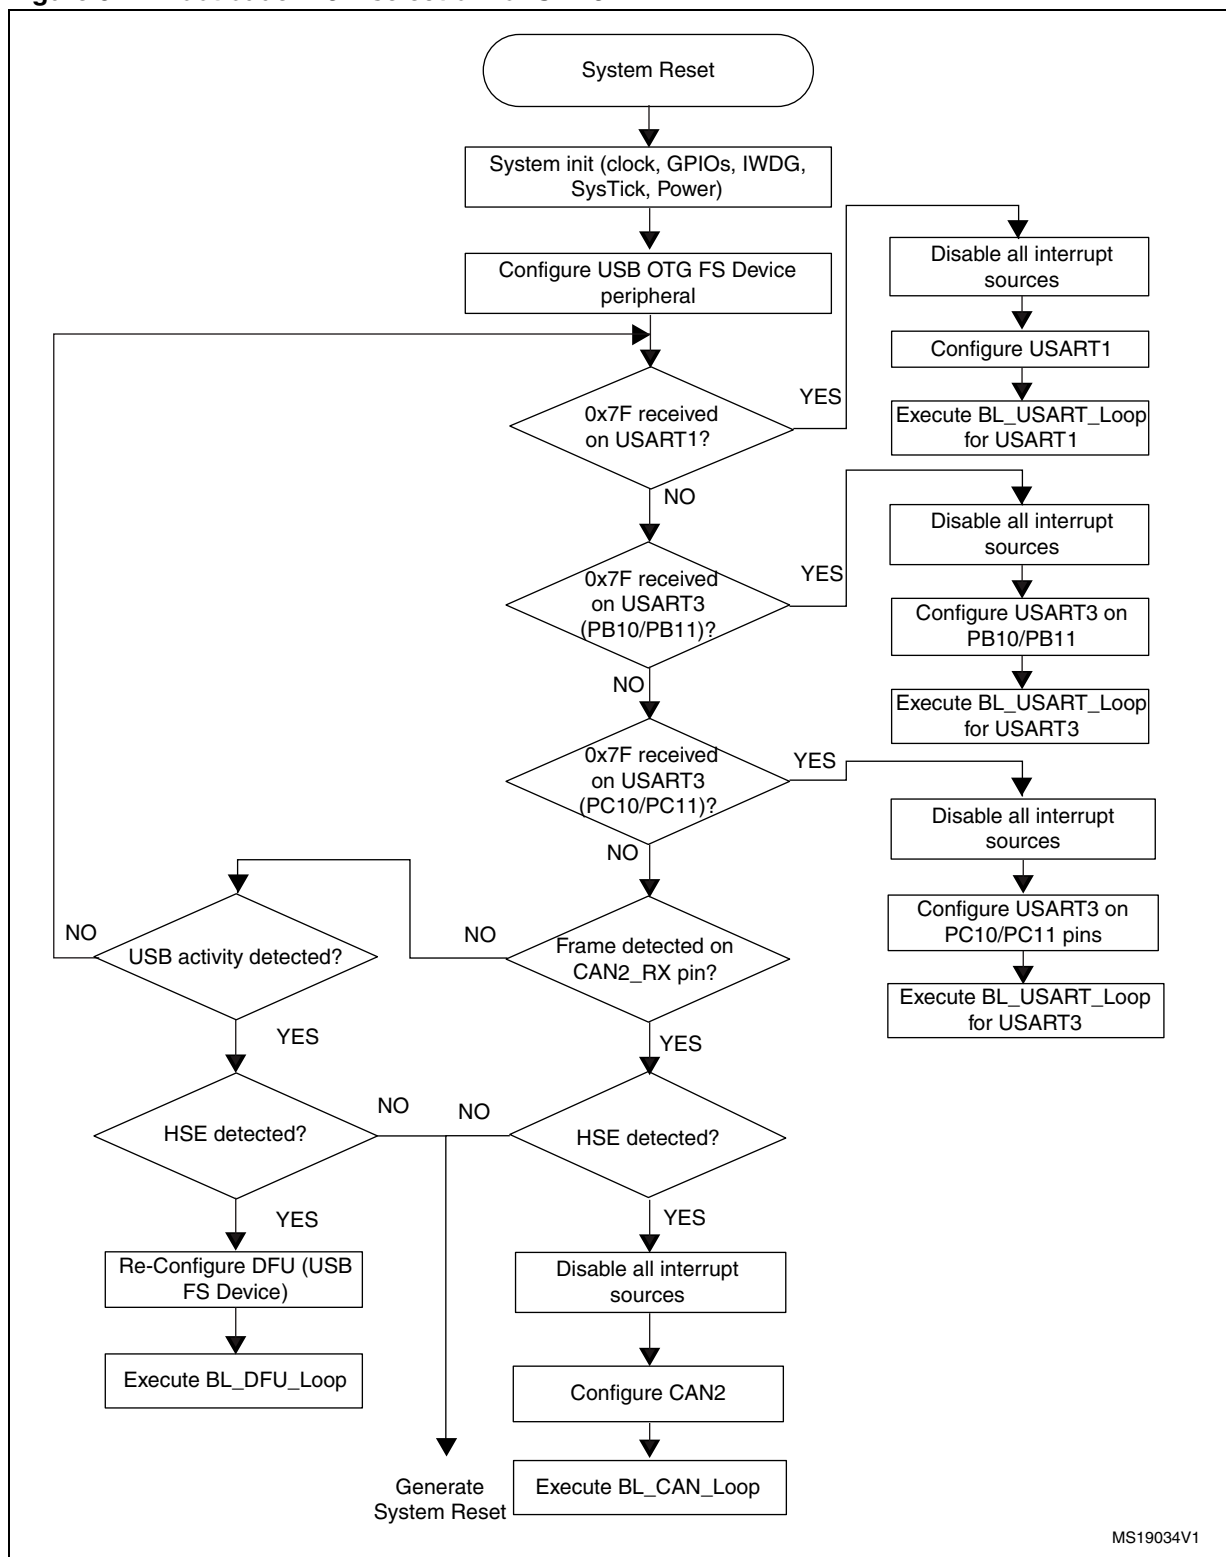 System Reset
System init (clock, GPIOs, IWDG,
SysTick, Power)
Configure USB OTG FS Device
peripheral
Disable all interrupt
sources
Configure USART1
YES
Execute BL_USART_Loop
for USART1
0x7F received
on USART1?
NO
Disable all interrupt
sources
YES
0x7F received
on USART3
(PB10/PB11)?
Configure USART3 on
PB10/PB11
NO
Execute BL_USART_Loop
for USART3
0x7F received
on USART3
(PC10/PC11)?
YES
Disable all interrupt
sources
NO
Configure USART3 on
PC10/PC11 pins
NO
USB activity detected?
NO
Frame detected on
CAN2_RX pin?
Execute BL_USART_Loop
for USART3
YES
YES
HSE detected?
NO
NO
HSE detected?
YES
YES
Re-Configure DFU (USB
FS Device)
Disable all interrupt
sources
Execute BL_DFU_Loop
Configure CAN2
Generate
System Reset
Execute BL_CAN_Loop
MS19034V1